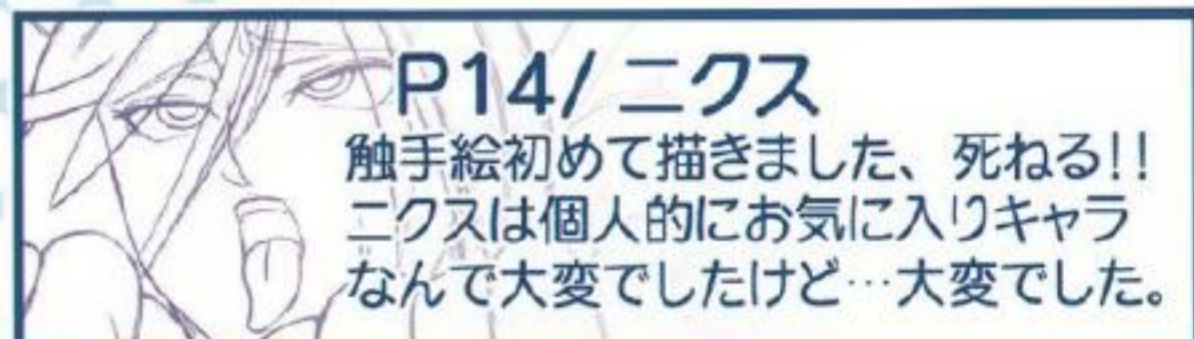 P14/ニクス
触手絵初めて描きました、死ねる!!
ニクスは個人的にお気に入りキャラ
なんで大変でしたけど…大変でした。